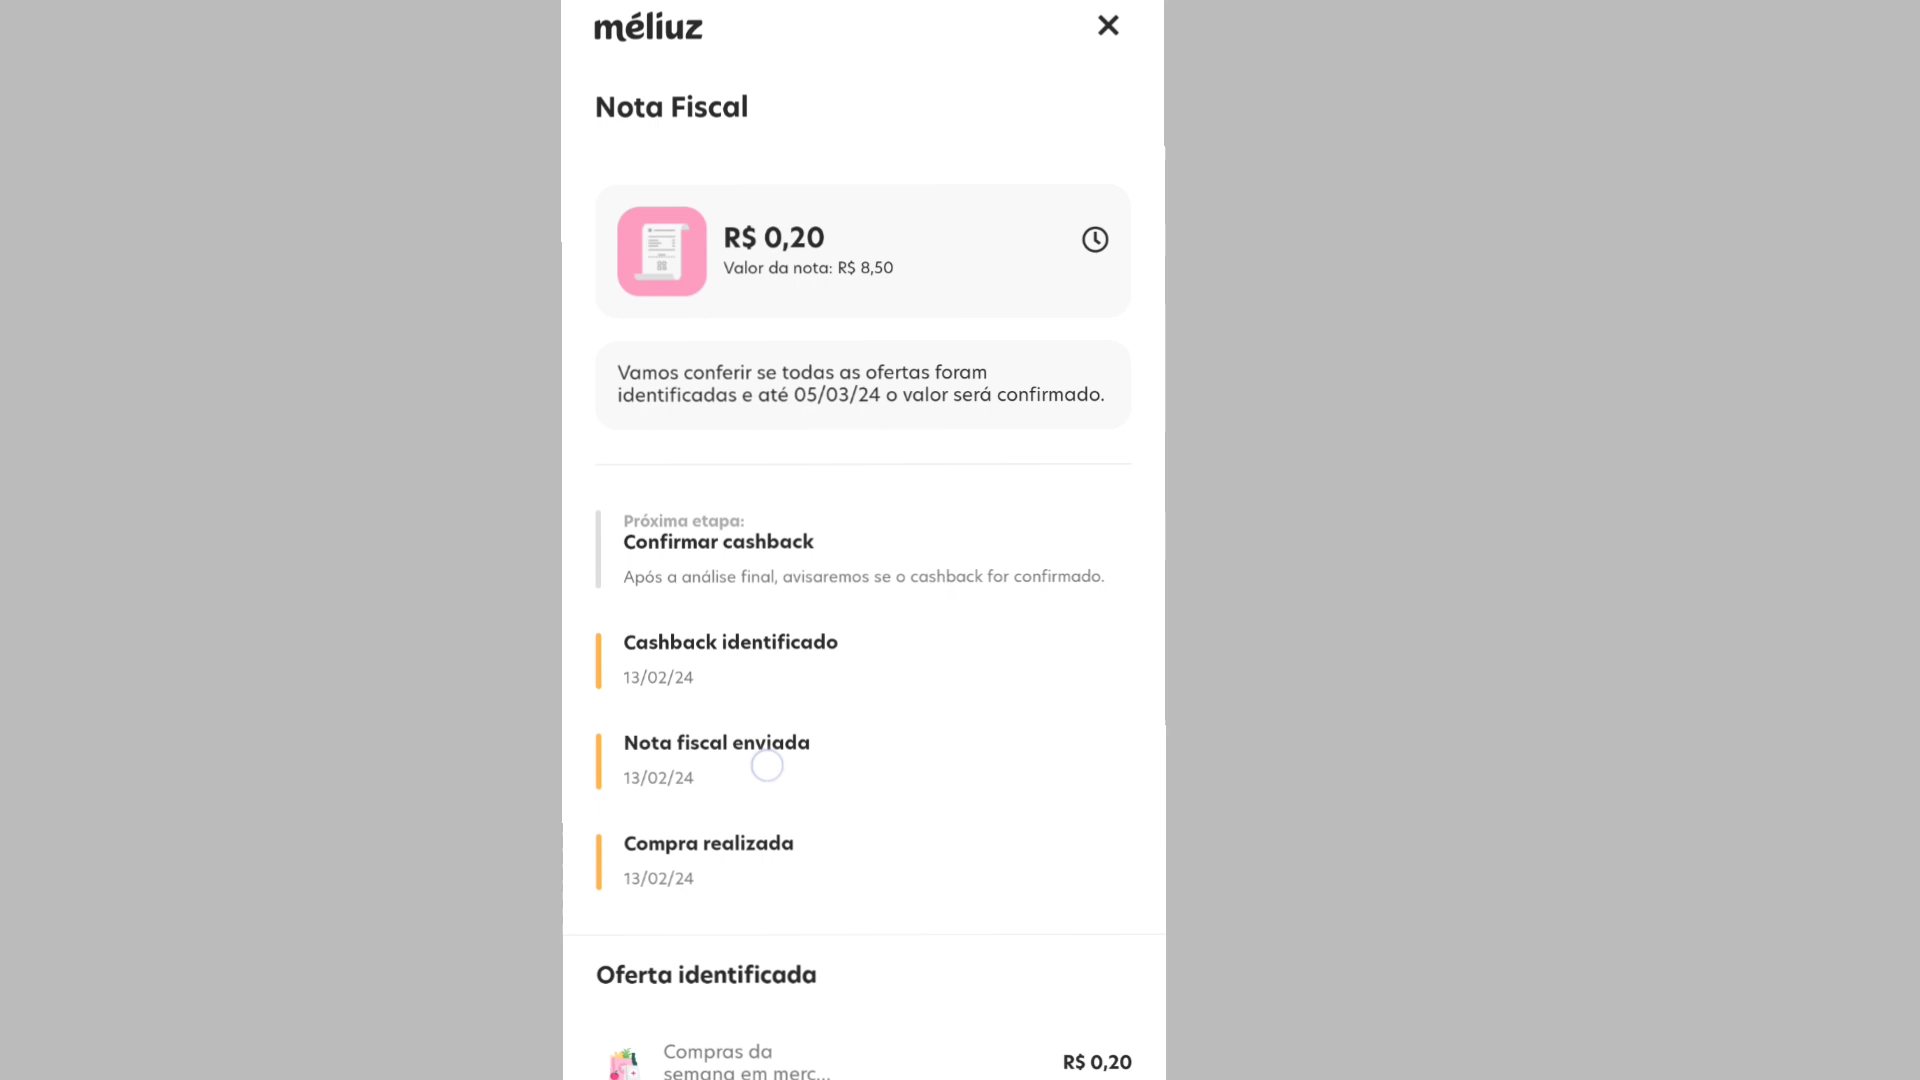 méliuz
Nota Fiscal
R$ 0,20
Valor da nota: R$ 8,50
Vamos conferir se todas as ofertas foram
identificadas e até 05/03/24 o valor será confirmado.
Próxima etapa:
Confirmar cashback
Após a análise final, avisaremos se o cashback for confirmado.
Cashback identificado
13/02/24
Nota fiscal enviada
13/02/24
Compra realizada
13/02/24
Oferta identificada
Compras da
semana em merc...
R$ 0,20